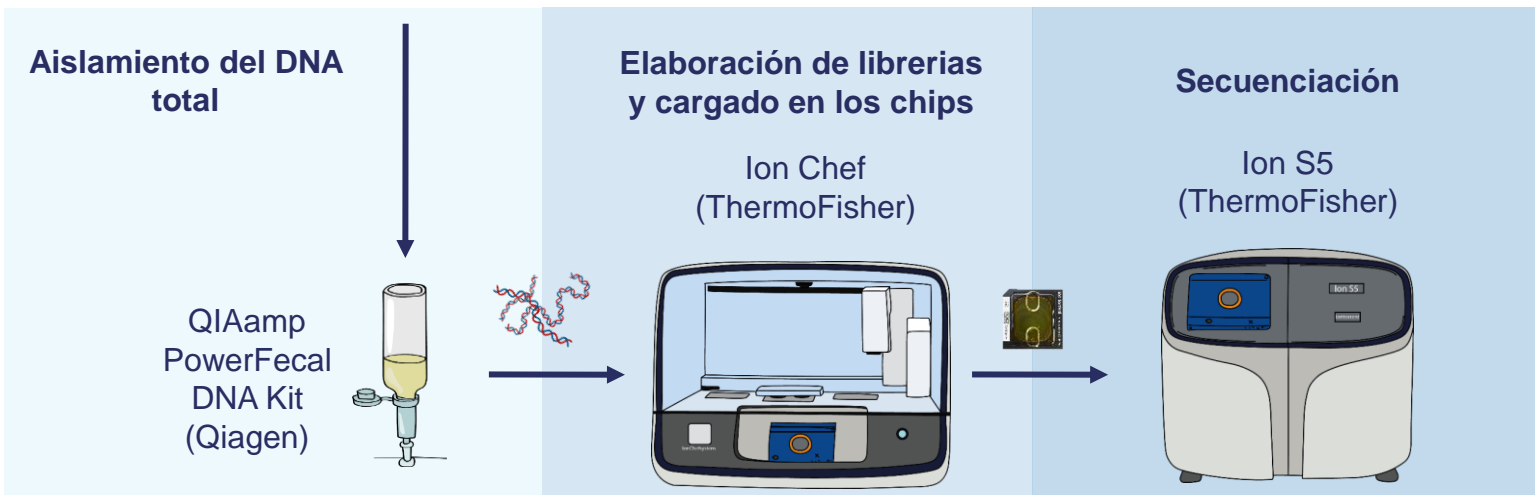 Aislamiento del DNA
total
QIAamp
PowerFecal
DNA Kit
(Qiagen)
Elaboración de librerias
y cargado en los chips
Ion Chef
(ThermoFisher)
Secuenciación
Ion S5
(ThermoFisher)
Ion S5